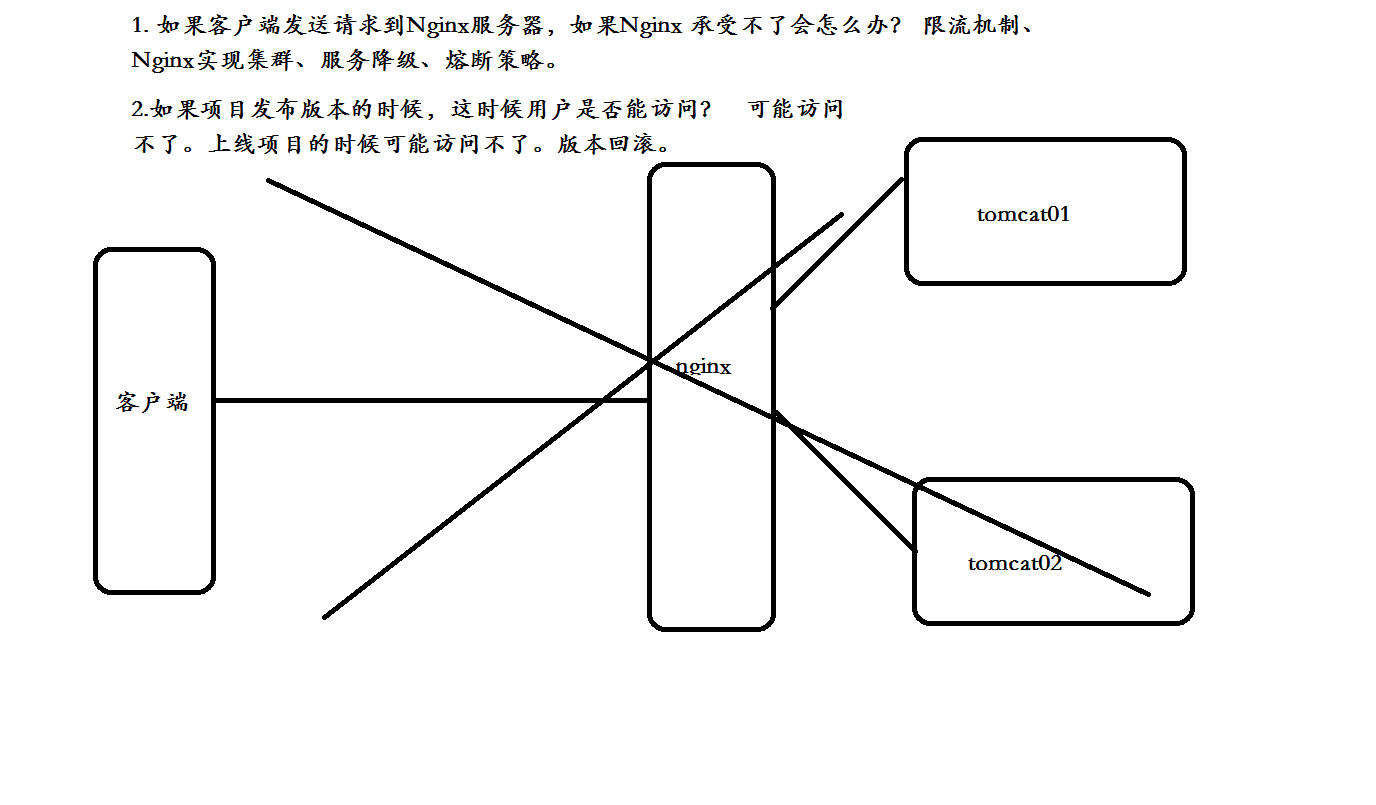 1. 如果客户端发送请求到Nginx服务器，如果Nginx 承受不了会怎么办？ 限流机制、
Nginx实现集群、服务降级、熔断策略。
2.如果项目发布版本的时候，这时候用户是否能访问？ 可能访问
不了。上线项目的时候可能访问不了。版本回滚。
tomcat01
nginx
客户端
tomcat02